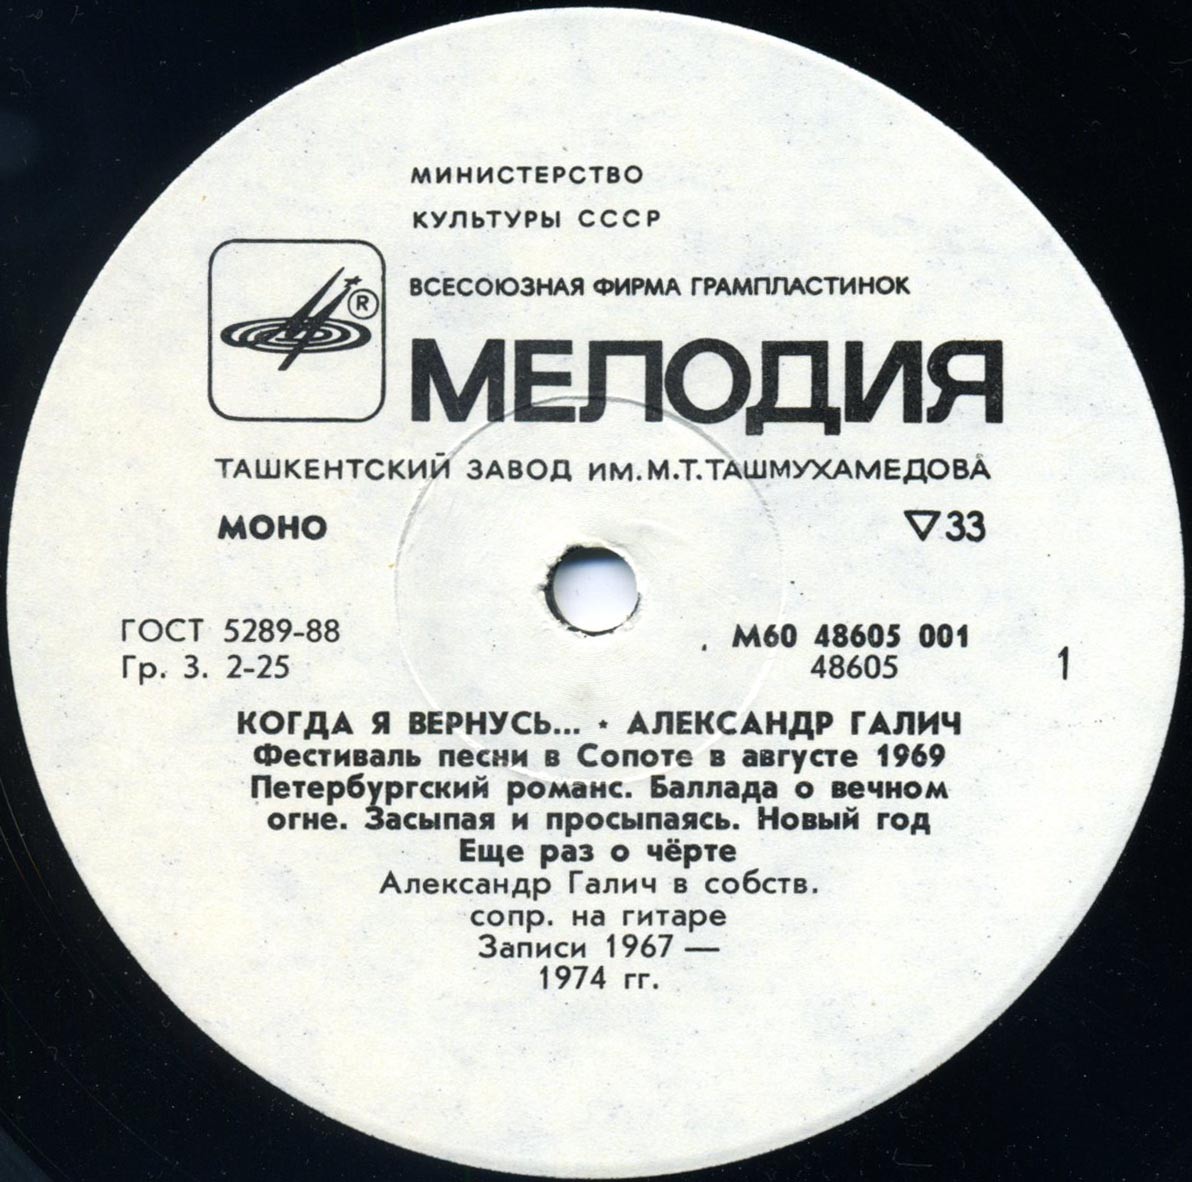 МИНИСТЕРСТВО
КУЛЬТУРЫ СССР
ВСЕСОЮЗНАЯ ФИРМА ГРАМПЛАСТИНОК
®
МЕЛОДИЯ
ТАШКЕНТСКИЙ ЗАВОД ИМ.М.Т.ТАШМУХАМЕДОВА
МОНО ▽33
ГОСТ 5289-88 М60 48605 001
Гр. 3. 2-25 48605 1
КОГДА Я ВЕРНУСЬ... * АЛЕКСАНДР ГАЛИЧ
Фестиваль песни в Сопоте в августе 1969
Петербургский романс. Баллада о вечном
огне. Засыпая и просыпаясь. Новый год
Еще раз о чёрте
Александр Галич в собств.
сопр. на гитаре
Записи 1967 —
1974 гг.